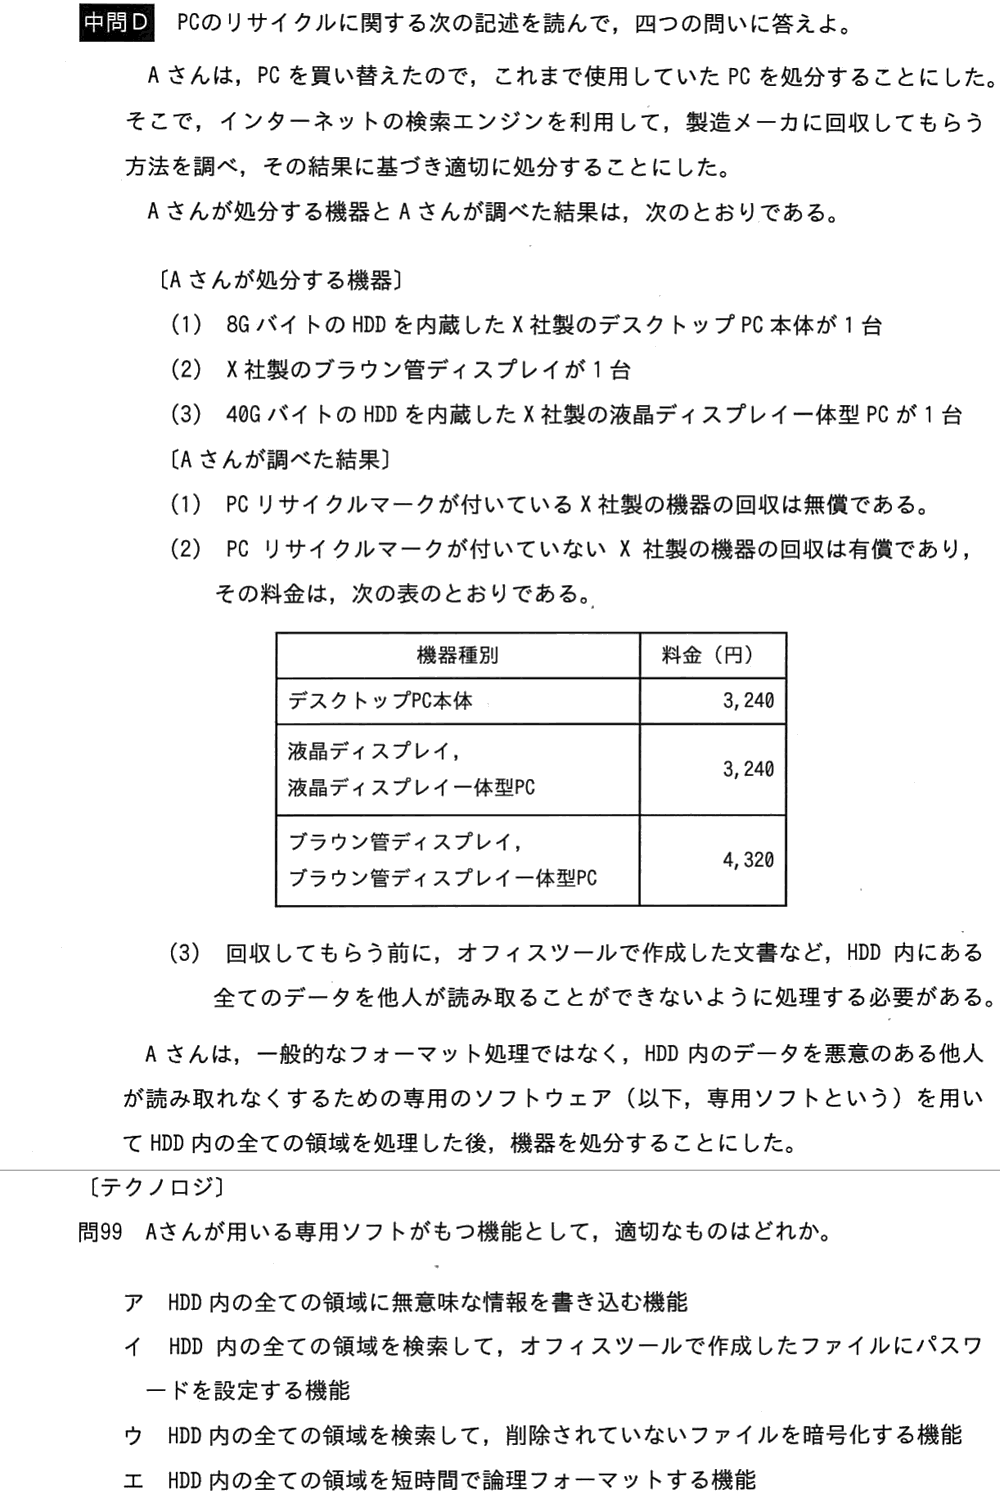 中問D PCのリサイクルに関する次の記述を読んで，四つの問いに答えよ。
Aさんは，PCを買い替えたので，これまで使用していたPCを処分することにした。
そこで，インターネットの検索エンジンを利用して，製造メーカに回収してもらう
方法を調べ，その結果に基づき適切に処分することにした。
Aさんが処分する機器とAさんが調べた結果は，次のとおりである。
〔Aさんが処分する機器〕
(1) 8GバイトのHDDを内蔵したX社製のデスクトップPC本体が1台
(2) X社製のブラウン管ディスプレイが1台
(3) 40GバイトのHDDを内蔵したX社製の液晶ディスプレイ一体型PCが1台
〔Aさんが調べた結果〕
(1) PCリサイクルマークが付いているX社製の機器の回収は無償である。
(2) PCリサイクルマークが付いていないX社製の機器の回収は有償であり，
その料金は，次の表のとおりである。
機器種別 料金（円）
デスクトップPC本体 3,240
液晶ディスプレイ，
液晶ディスプレイ一体型PC 3,240
ブラウン管ディスプレイ，
ブラウン管ディスプレイ一体型PC 4,320
(3) 回収してもらう前に，オフィスツールで作成した文書など，HDD内にある
全てのデータを他人が読み取ることができないように処理する必要がある。
Aさんは，一般的なフォーマット処理ではなく，HDD内のデータを悪意のある他人
が読み取れなくするための専用のソフトウェア（以下，専用ソフトという）を用い
てHDD内の全ての領域を処理した後，機器を処分することにした。
〔テクノロジ〕
問99 Aさんが用いる専用ソフトがもつ機能として，適切なものはどれか。
ア HDD内の全ての領域に無意味な情報を書き込む機能
イ HDD内の全ての領域を検索して，オフィスツールで作成したファイルにパスワ
ードを設定する機能
ウ HDD内の全ての領域を検索して，削除されていないファイルを暗号化する機能
エ HDD内の全ての領域を短時間で論理フォーマットする機能